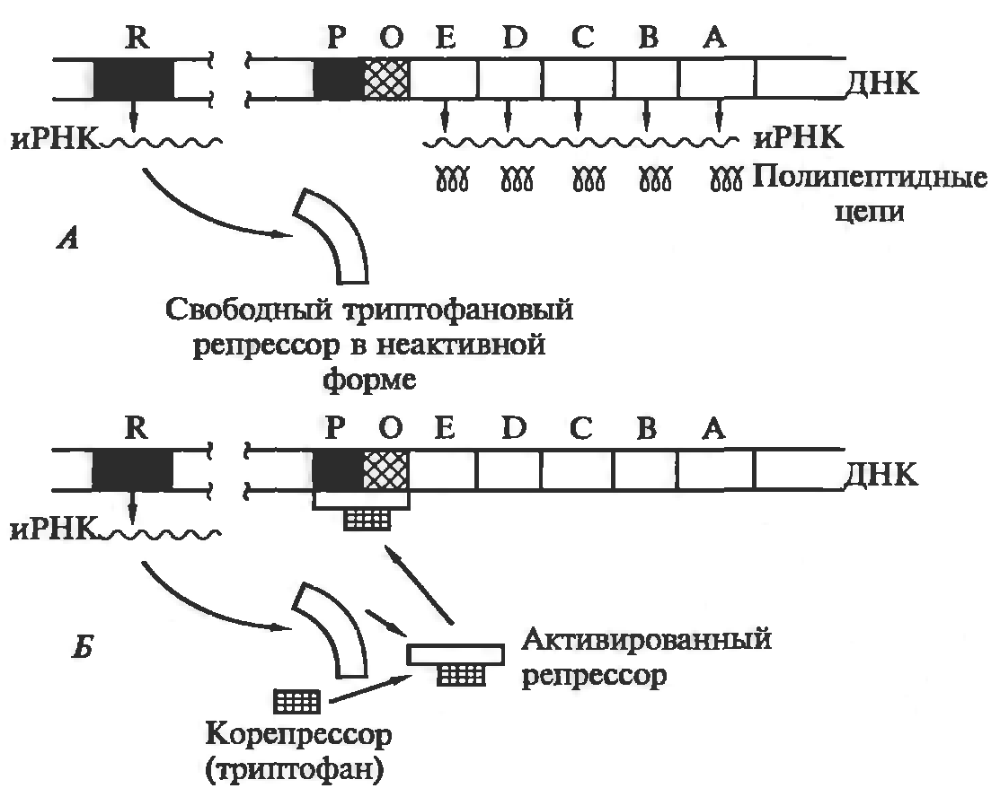 R P O E D C B A
ДНК
иРНК иРНК
Полипептидные
цепи
А
Свободный триптофановый
репрессор в неактивной
форме
R P O E D C B A
ДНК
иРНК
Б
Активированный
репрессор
Корепрессор
(триптофан)